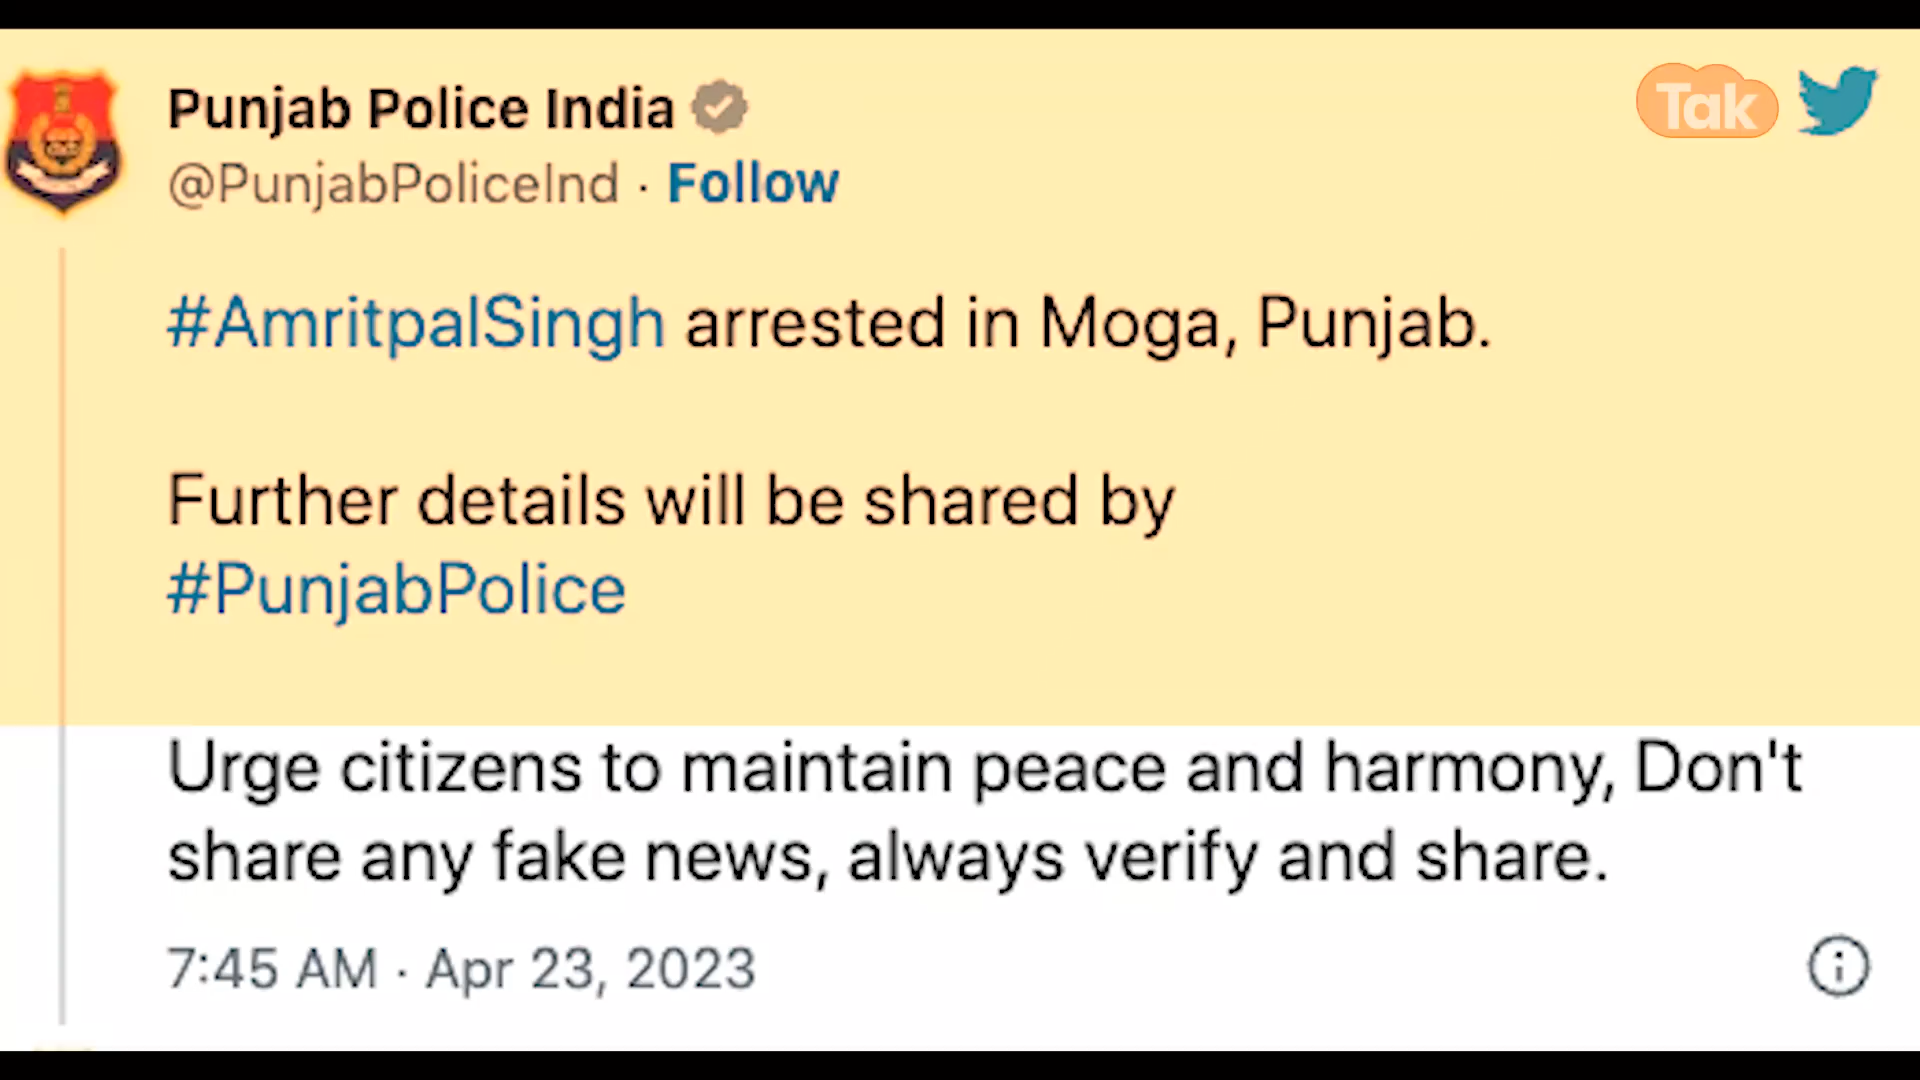 Punjab Police India
Tak
@PunjabPoliceInd · Follow
#AmritpalSingh arrested in Moga, Punjab.
Further details will be shared by
#PunjabPolice
Urge citizens to maintain peace and harmony, Don't
share any fake news, always verify and share.
7:45 AM · Apr 23, 2023